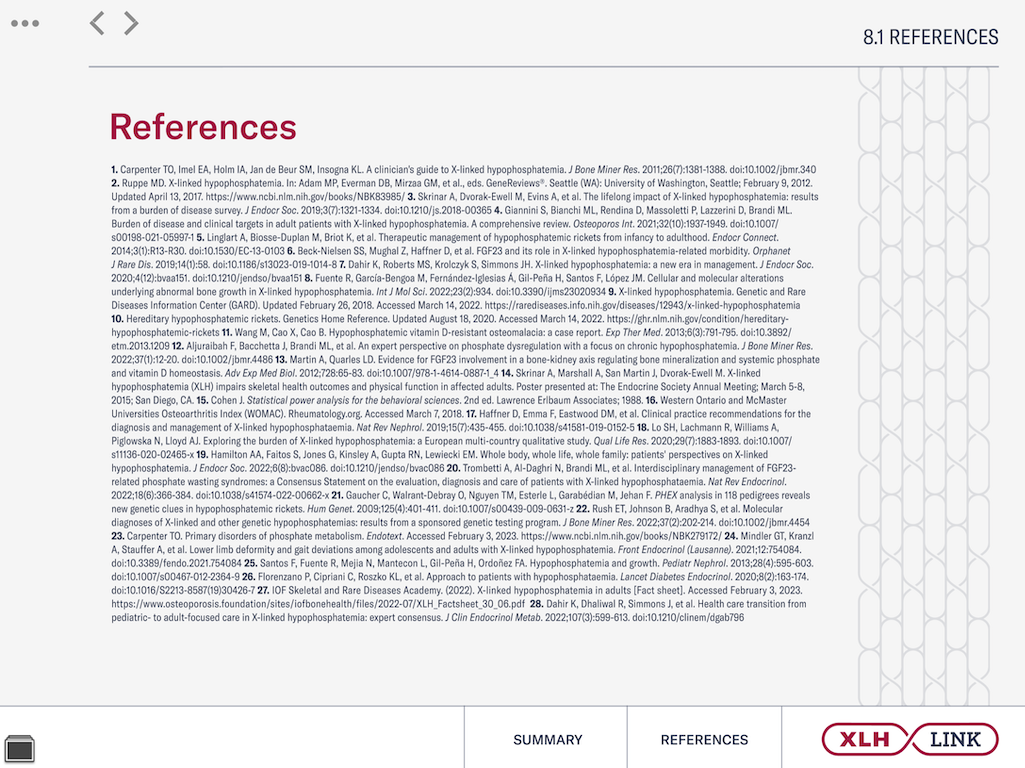 8.1 REFERENCES
References
1. Carpenter TO, Imel EA, Holm IA, Jan de Beur SM, Insogna KL. A clinician's guide to X-linked hypophosphatemia. J Bone Miner Res. 2011;26(7):1381-1388. doi:10.1002/jbmr.340
2. Ruppe MD. X-linked hypophosphatemia. In: Adam MP, Everman DB, Mirzaa GM, et al., eds. GeneReviews®. Seattle (WA): University of Washington, Seattle; February 9, 2012.
Updated April 13, 2017. https://www.ncbi.nlm.nih.gov/books/NBK83985/ 3. Skrinar A, Dvorak-Ewell M, Evins A, et al. The lifelong impact of X-linked hypophosphatemia: results
from a burden of disease survey. J Endocr Soc. 2019;3(7):1321-1334. doi:10.1210/js.2018-00365 4. Giannini S, Bianchi ML, Rendina D, Massoletti P, Lazzerini D, Brandi ML.
Burden of disease and clinical targets in adult patients with X-linked hypophosphatemia. A comprehensive review. Osteoporos Int. 2021;32(10):1937-1949. doi:10.1007/
s00198-021-05997-1 5. Linglart A, Biosse-Duplan M, Briot K, et al. Therapeutic management of hypophosphatemic rickets from infancy to adulthood. Endocr Connect.
2014;3(1):R13-R30. doi:10.1530/EC-13-0103 6. Beck-Nielsen SS, Mughal Z, Haffner D, et al. FGF23 and its role in X-linked hypophosphatemia-related morbidity. Orphanet
J Rare Dis. 2019;14(1):58. doi:10.1186/s13023-019-1014-8 7. Dahir K, Roberts MS, Krolczyk S, Simmons JH. X-linked hypophosphatemia: a new era in management. J Endocr Soc.
2020;4(12):bvaa151. doi:10.1210/jendso/bvaa151 8. Fuente R, García-Bengoa M, Fernández-Iglesias Á, Gil-Peña H, Santos F, López JM. Cellular and molecular alterations
underlying abnormal bone growth in X-linked hypophosphatemia. Int J Mol Sci. 2022;23(2):934. doi:10.3390/ijms23020934 9. X-linked hypophosphatemia. Genetic and Rare
Diseases Information Center (GARD). Updated February 26, 2018. Accessed March 14, 2022. https://rarediseases.info.nih.gov/diseases/12943/x-linked-hypophosphatemia
10. Hereditary hypophosphatemic rickets. Genetics Home Reference. Updated August 18, 2020. Accessed March 14, 2022. https://ghr.nlm.nih.gov/condition/hereditary-
hypophosphatemic-rickets 11. Wang M, Cao X, Cao B. Hypophosphatemic vitamin D-resistant osteomalacia: a case report. Exp Ther Med. 2013;6(3):791-795. doi:10.3892/
etm.2013.1209 12. Aljuraibah F, Bacchetta J, Brandi ML, et al. An expert perspective on phosphate dysregulation with a focus on chronic hypophosphatemia. J Bone Miner Res.
2022;37(1):12-20. doi:10.1002/jbmr.4486 13. Martin A, Quarles LD. Evidence for FGF23 involvement in a bone-kidney axis regulating bone mineralization and systemic phosphate
and vitamin D homeostasis. Adv Exp Med Biol. 2012;728:65-83. doi:10.1007/978-1-4614-0887-1_4 14. Skrinar A, Marshall A, San Martin J, Dvorak-Ewell M. X-linked
hypophosphatemia (XLH) impairs skeletal health outcomes and physical function in affected adults. Poster presented at: The Endocrine Society Annual Meeting; March 5-8,
2015; San Diego, CA. 15. Cohen J. Statistical power analysis for the behavioral sciences. 2nd ed. Lawrence Erlbaum Associates; 1988. 16. Western Ontario and McMaster
Universities Osteoarthritis Index (WOMAC). Rheumatology.org. Accessed March 7, 2018. 17. Haffner D, Emma F, Eastwood DM, et al. Clinical practice recommendations for the
diagnosis and management of X-linked hypophosphataemia. Nat Rev Nephrol. 2019;15(7):435-455. doi:10.1038/s41581-019-0152-5 18. Lo SH, Lachmann R, Williams A,
Piglowska N, Lloyd AJ. Exploring the burden of X-linked hypophosphatemia: a European multi-country qualitative study. Qual Life Res. 2020;29(7):1883-1893. doi:10.1007/
s11136-020-02465-x 19. Hamilton AA, Faitos S, Jones G, Kinsley A, Gupta RN, Lewiecki EM. Whole body, whole life, whole family: patients' perspectives on X-linked
hypophosphatemia. J Endocr Soc. 2022;6(8):bvac086. doi:10.1210/jendso/bvac086 20. Trombetti A, Al-Daghri N, Brandi ML, et al. Interdisciplinary management of FGF23-
related phosphate wasting syndromes: a Consensus Statement on the evaluation, diagnosis and care of patients with X-linked hypophosphataemia. Nat Rev Endocrinol.
2022;18(6):366-384. doi:10.1038/s41574-022-00662-x 21. Gaucher C, Walrant-Debray O, Nguyen TM, Esterle L, Garabédian M, Jehan F. PHEX analysis in 118 pedigrees reveals
new genetic clues in hypophosphatemic rickets. Hum Genet. 2009;125(4):401-411. doi:10.1007/s00439-009-0631-z 22. Rush ET, Johnson B, Aradhya S, et al. Molecular
diagnoses of X-linked and other genetic hypophosphatemias: results from a sponsored genetic testing program. J Bone Miner Res. 2022;37(2):202-214. doi:10.1002/jbmr.4454
23. Carpenter TO. Primary disorders of phosphate metabolism. Endotext. Accessed February 3, 2023. https://www.ncbi.nlm.nih.gov/books/NBK279172/ 24. Mindler GT, Kranzl
A, Stauffer A, et al. Lower limb deformity and gait deviations among adolescents and adults with X-linked hypophosphatemia. Front Endocrinol (Lausanne). 2021;12:754084.
doi:10.3389/fendo.2021.754084 25. Santos F, Fuente R, Mejia N, Mantecon L, Gil-Peña H, Ordoñez FA. Hypophosphatemia and growth. Pediatr Nephrol. 2013;28(4):595-603.
doi:10.1007/s00467-012-2364-9 26. Florenzano P, Cipriani C, Roszko KL, et al. Approach to patients with hypophosphataemia. Lancet Diabetes Endocrinol. 2020;8(2):163-174.
doi:10.1016/S2213-8587(19)30426-7 27. IOF Skeletal and Rare Diseases Academy. (2022). X-linked hypophosphatemia in adults [Fact sheet]. Accessed February 3, 2023.
https://www.osteoporosis.foundation/sites/iofbonehealth/files/2022-07/XLH_Factsheet_30_06.pdf 28. Dahir K, Dhaliwal R, Simmons J, et al. Health care transition from
pediatric- to adult-focused care in X-linked hypophosphatemia: expert consensus. J Clin Endocrinol Metab. 2022;107(3):599-613. doi:10.1210/clinem/dgab796
SUMMARY
REFERENCES
XLH LINK